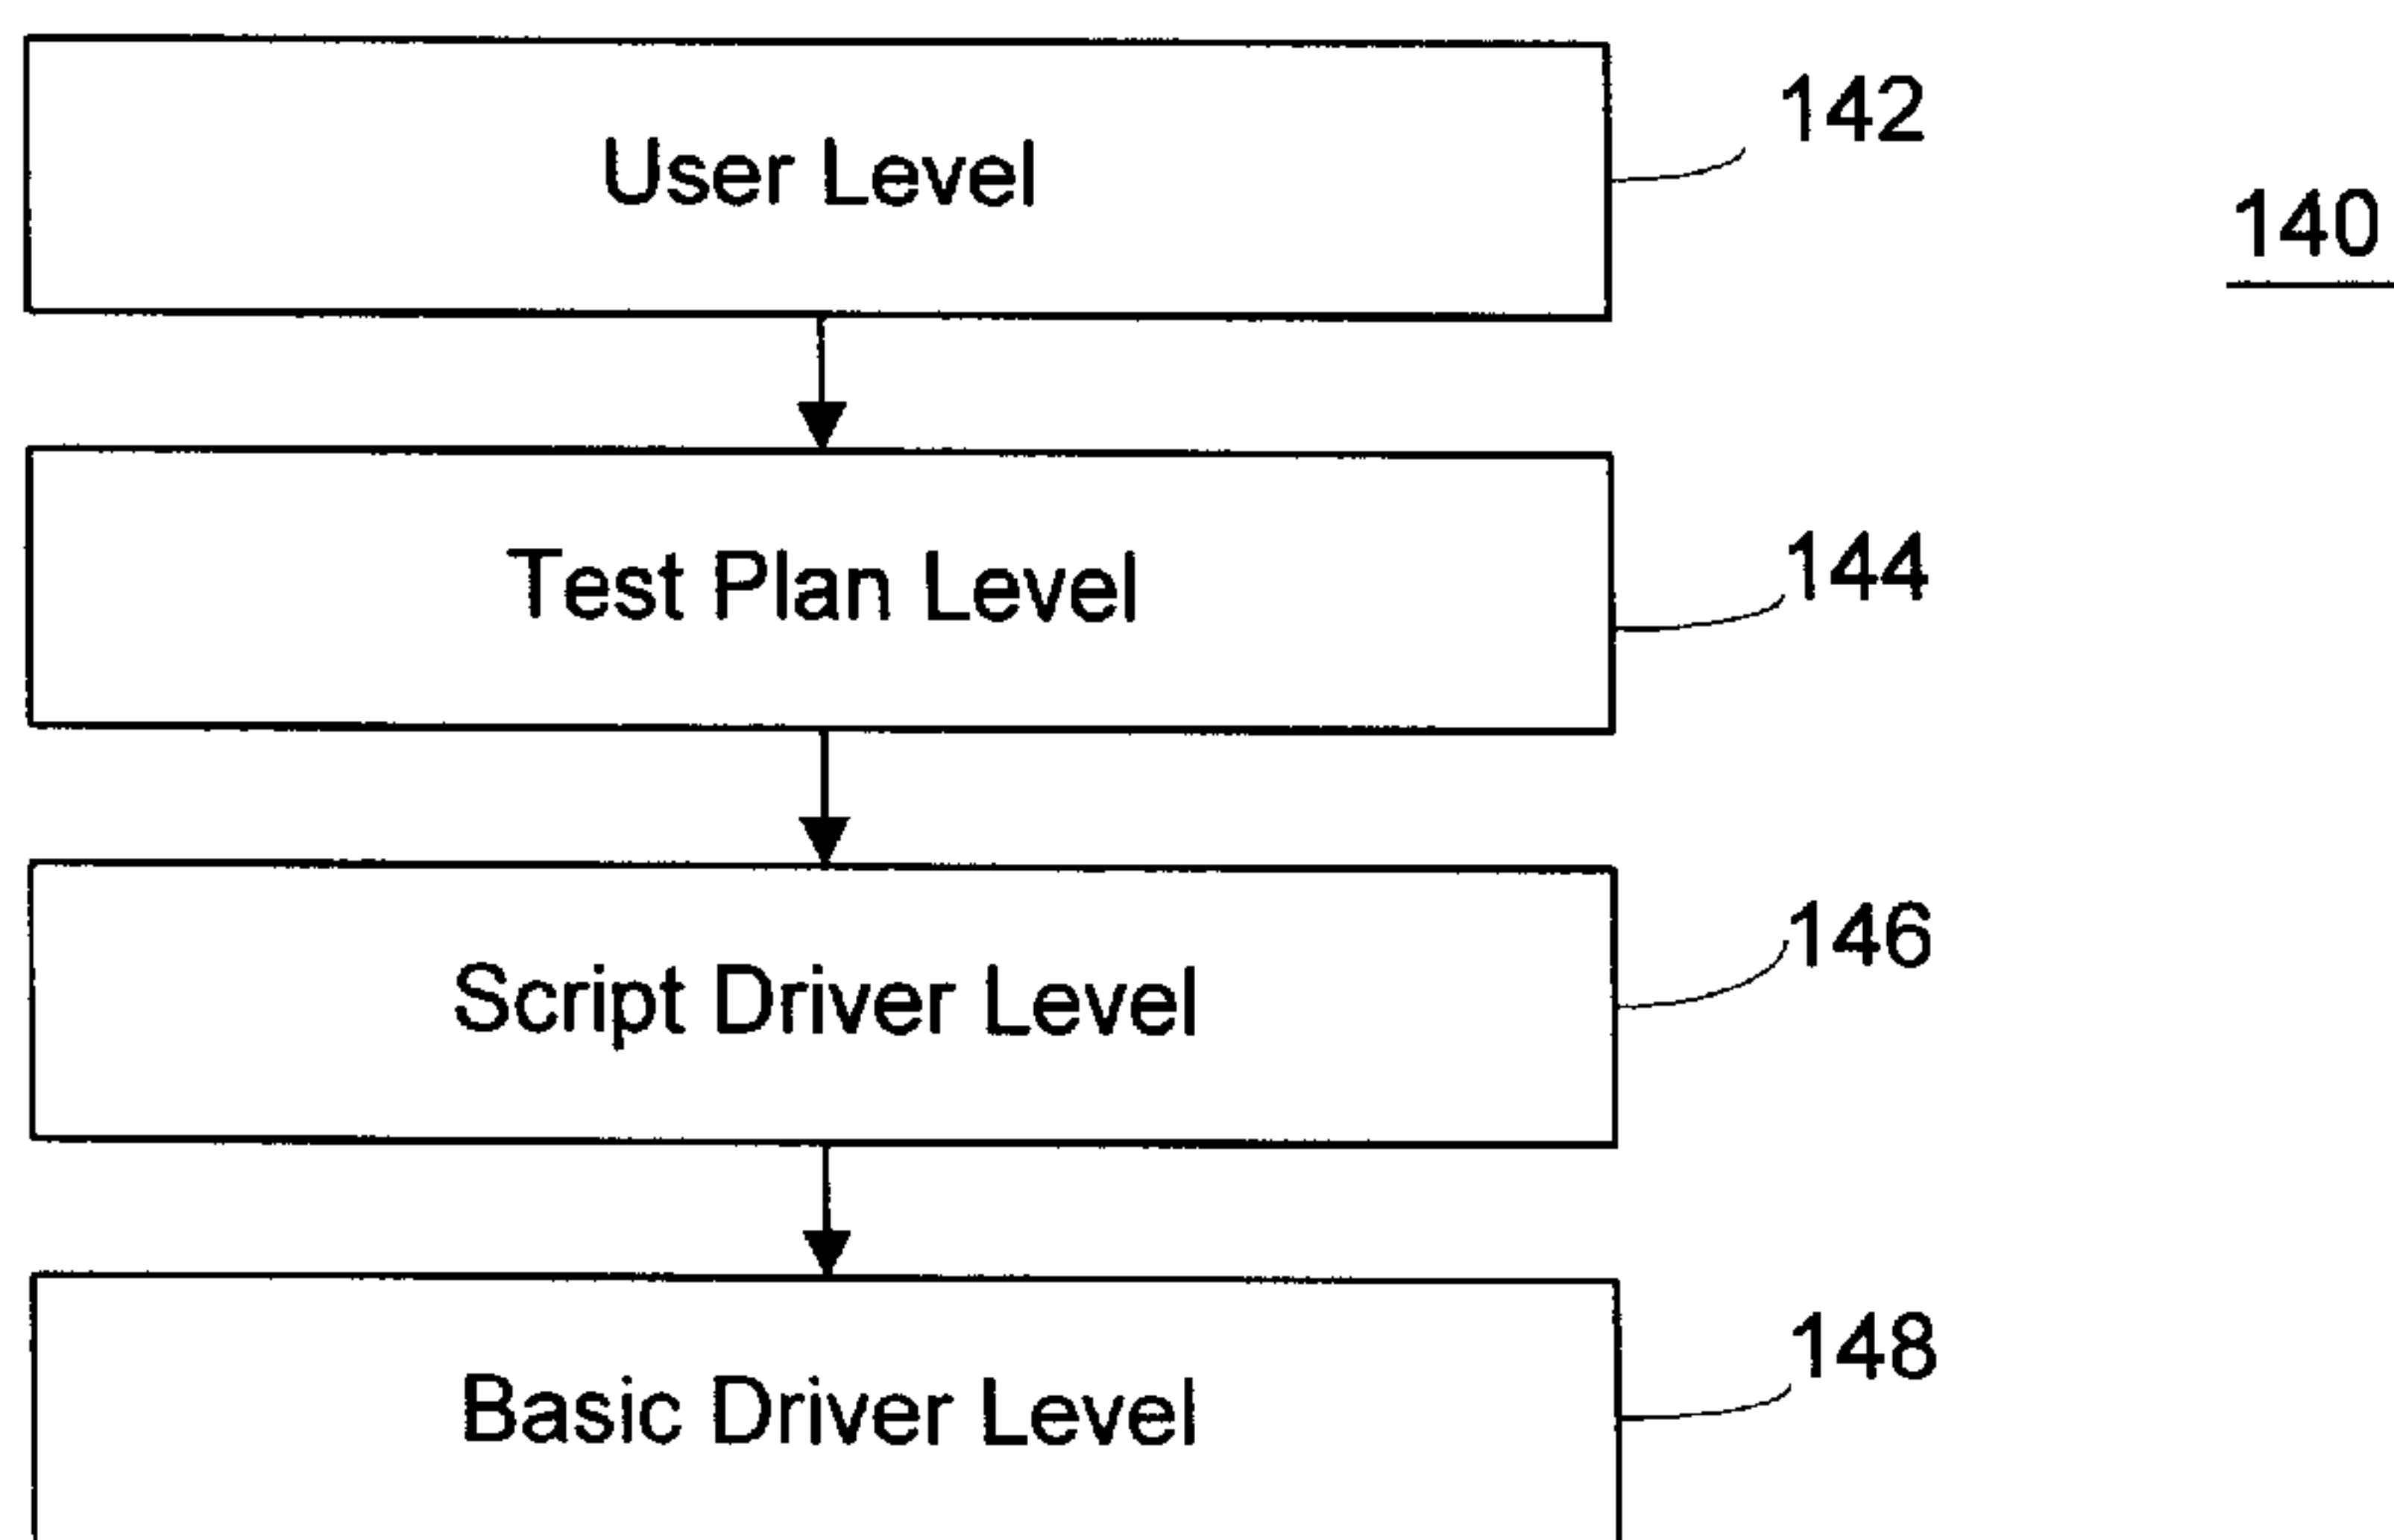 User Level
142
140
Test Plan Level
144
Script Driver Level
146
Basic Driver Level
148